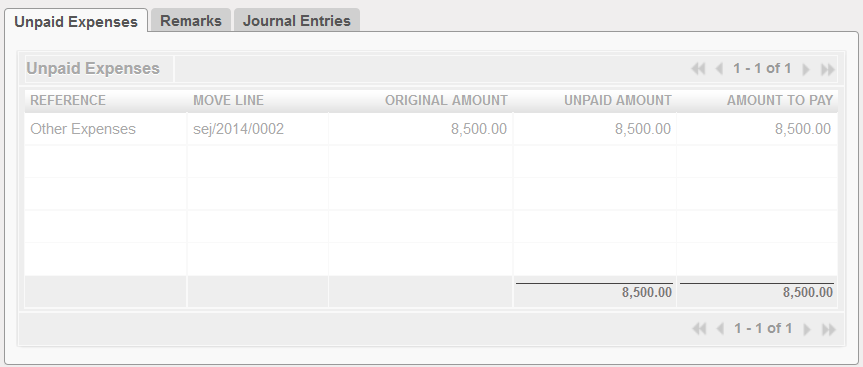 Unpaid Expenses Remarks Journal Entries
Unpaid Expenses 1 - 1 of 1
REFERENCE MOVE LINE ORIGINAL AMOUNT UNPAID AMOUNT AMOUNT TO PAY
Other Expenses sej/2014/0002 8,500.00 8,500.00 8,500.00
8,500.00 8,500.00
1 - 1 of 1